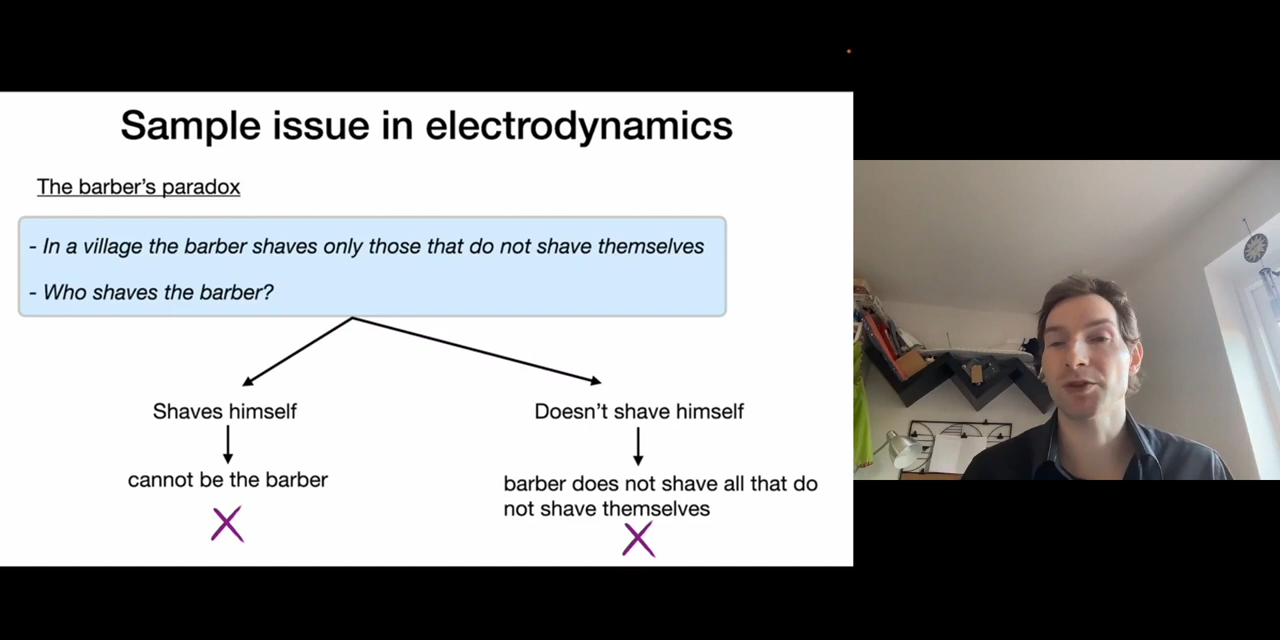 Sample issue in electrodynamics
The barber's paradox
- In a village the barber shaves only those that do not shave themselves
- Who shaves the barber?
Shaves himself
Doesn't shave himself
cannot be the barber
barber does not shave all that do
not shave themselves